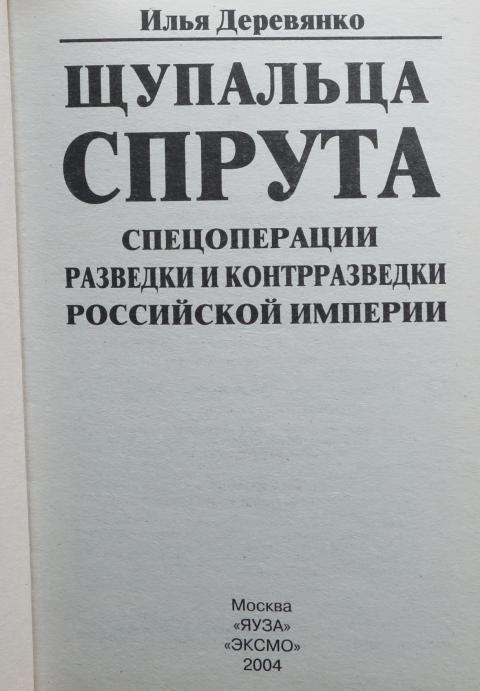 Илья Деревянко
ЩУПАЛЬЦА
СПРУТА
СПЕЦОПЕРАЦИИ
РАЗВЕДКИ И КОНТРРАЗВЕДКИ
РОССИЙСКОЙ ИМПЕРИИ
Москва
«ЯУЗА»
«ЭКСМО»
2004